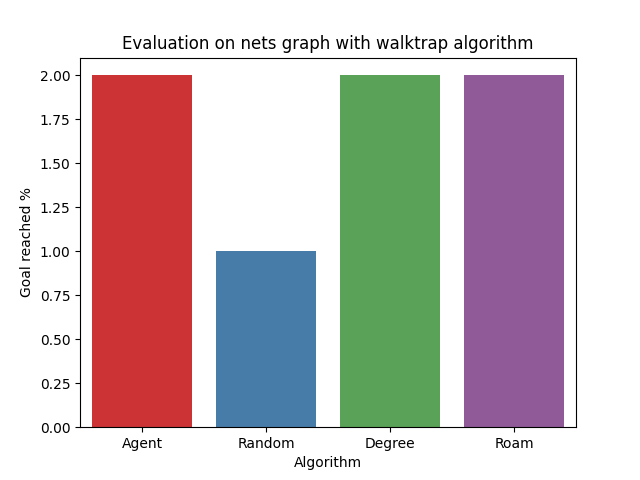 Evaluation on nets graph with walktrap algorithm
Goal reached %
2.00
1.75
1.50
1.25
1.00
0.75
0.50
0.25
0.00
Agent Random Degree Roam
Algorithm